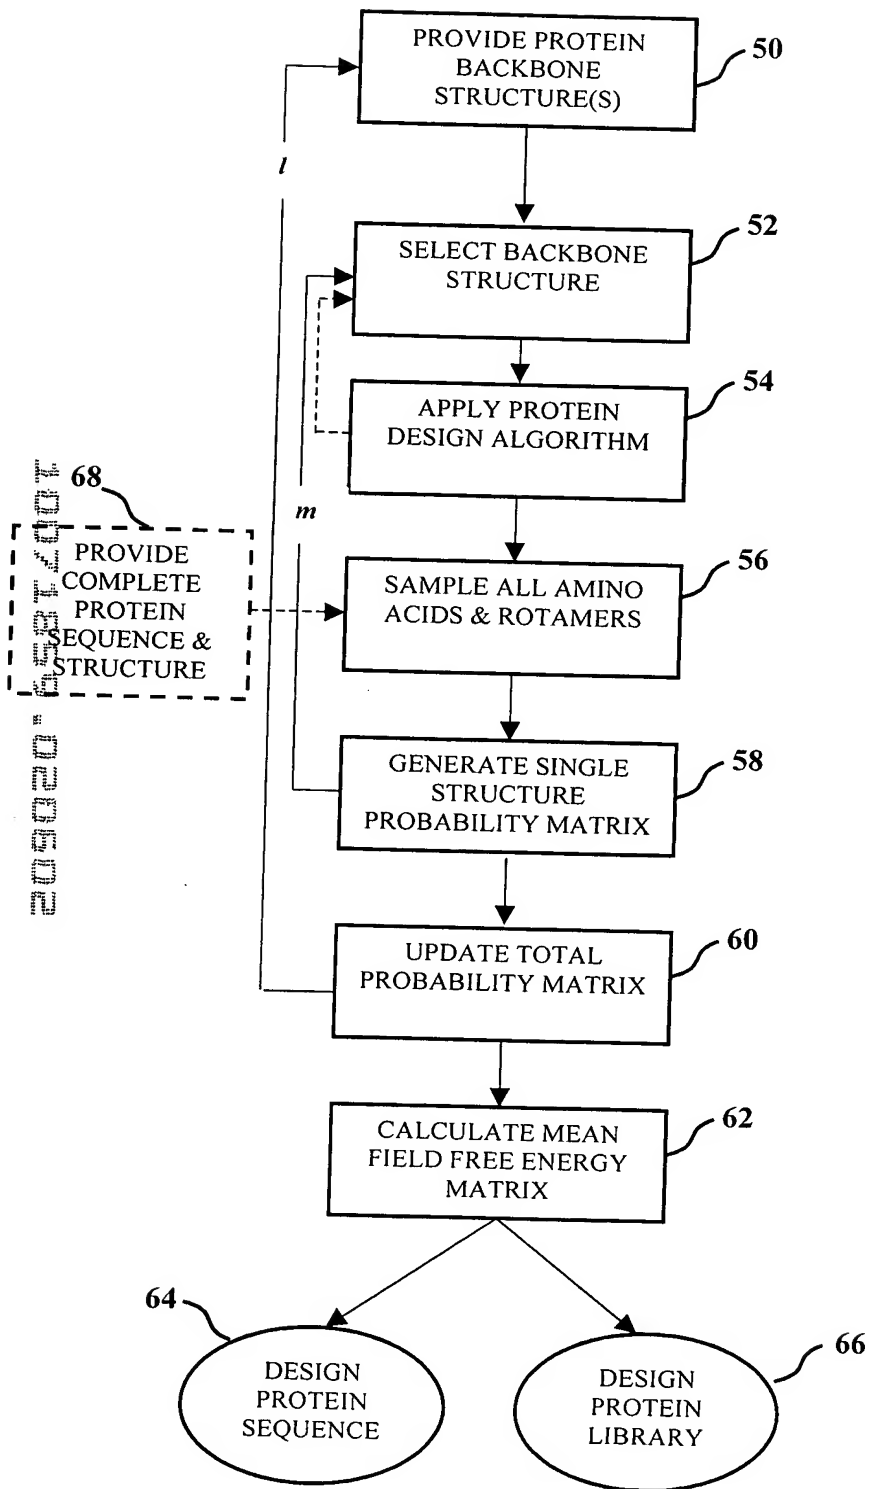 PROVIDE PROTEIN
BACKBONE
STRUCTURE(S)
50
l
SELECT BACKBONE
STRUCTURE
52
APPLY PROTEIN
DESIGN ALGORITHM
54
68
PROVIDE
COMPLETE
PROTEIN
SEQUENCE &
STRUCTURE
m
SAMPLE ALL AMINO
ACIDS & ROTAMERS
56
GENERATE SINGLE
STRUCTURE
PROBABILITY MATRIX
58
UPDATE TOTAL
PROBABILITY MATRIX
60
CALCULATE MEAN
FIELD FREE ENERGY
MATRIX
62
64
DESIGN
PROTEIN
SEQUENCE
66
DESIGN
PROTEIN
LIBRARY